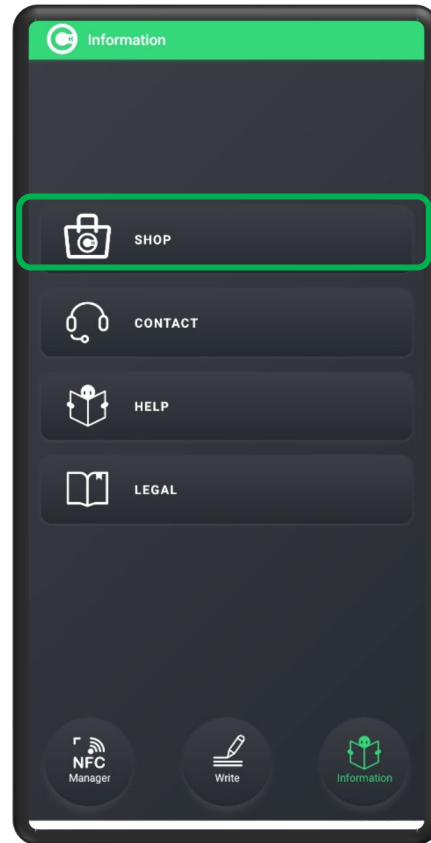 Information
SHOP
CONTACT
HELP
LEGAL
NFC
Manager
Write
Information